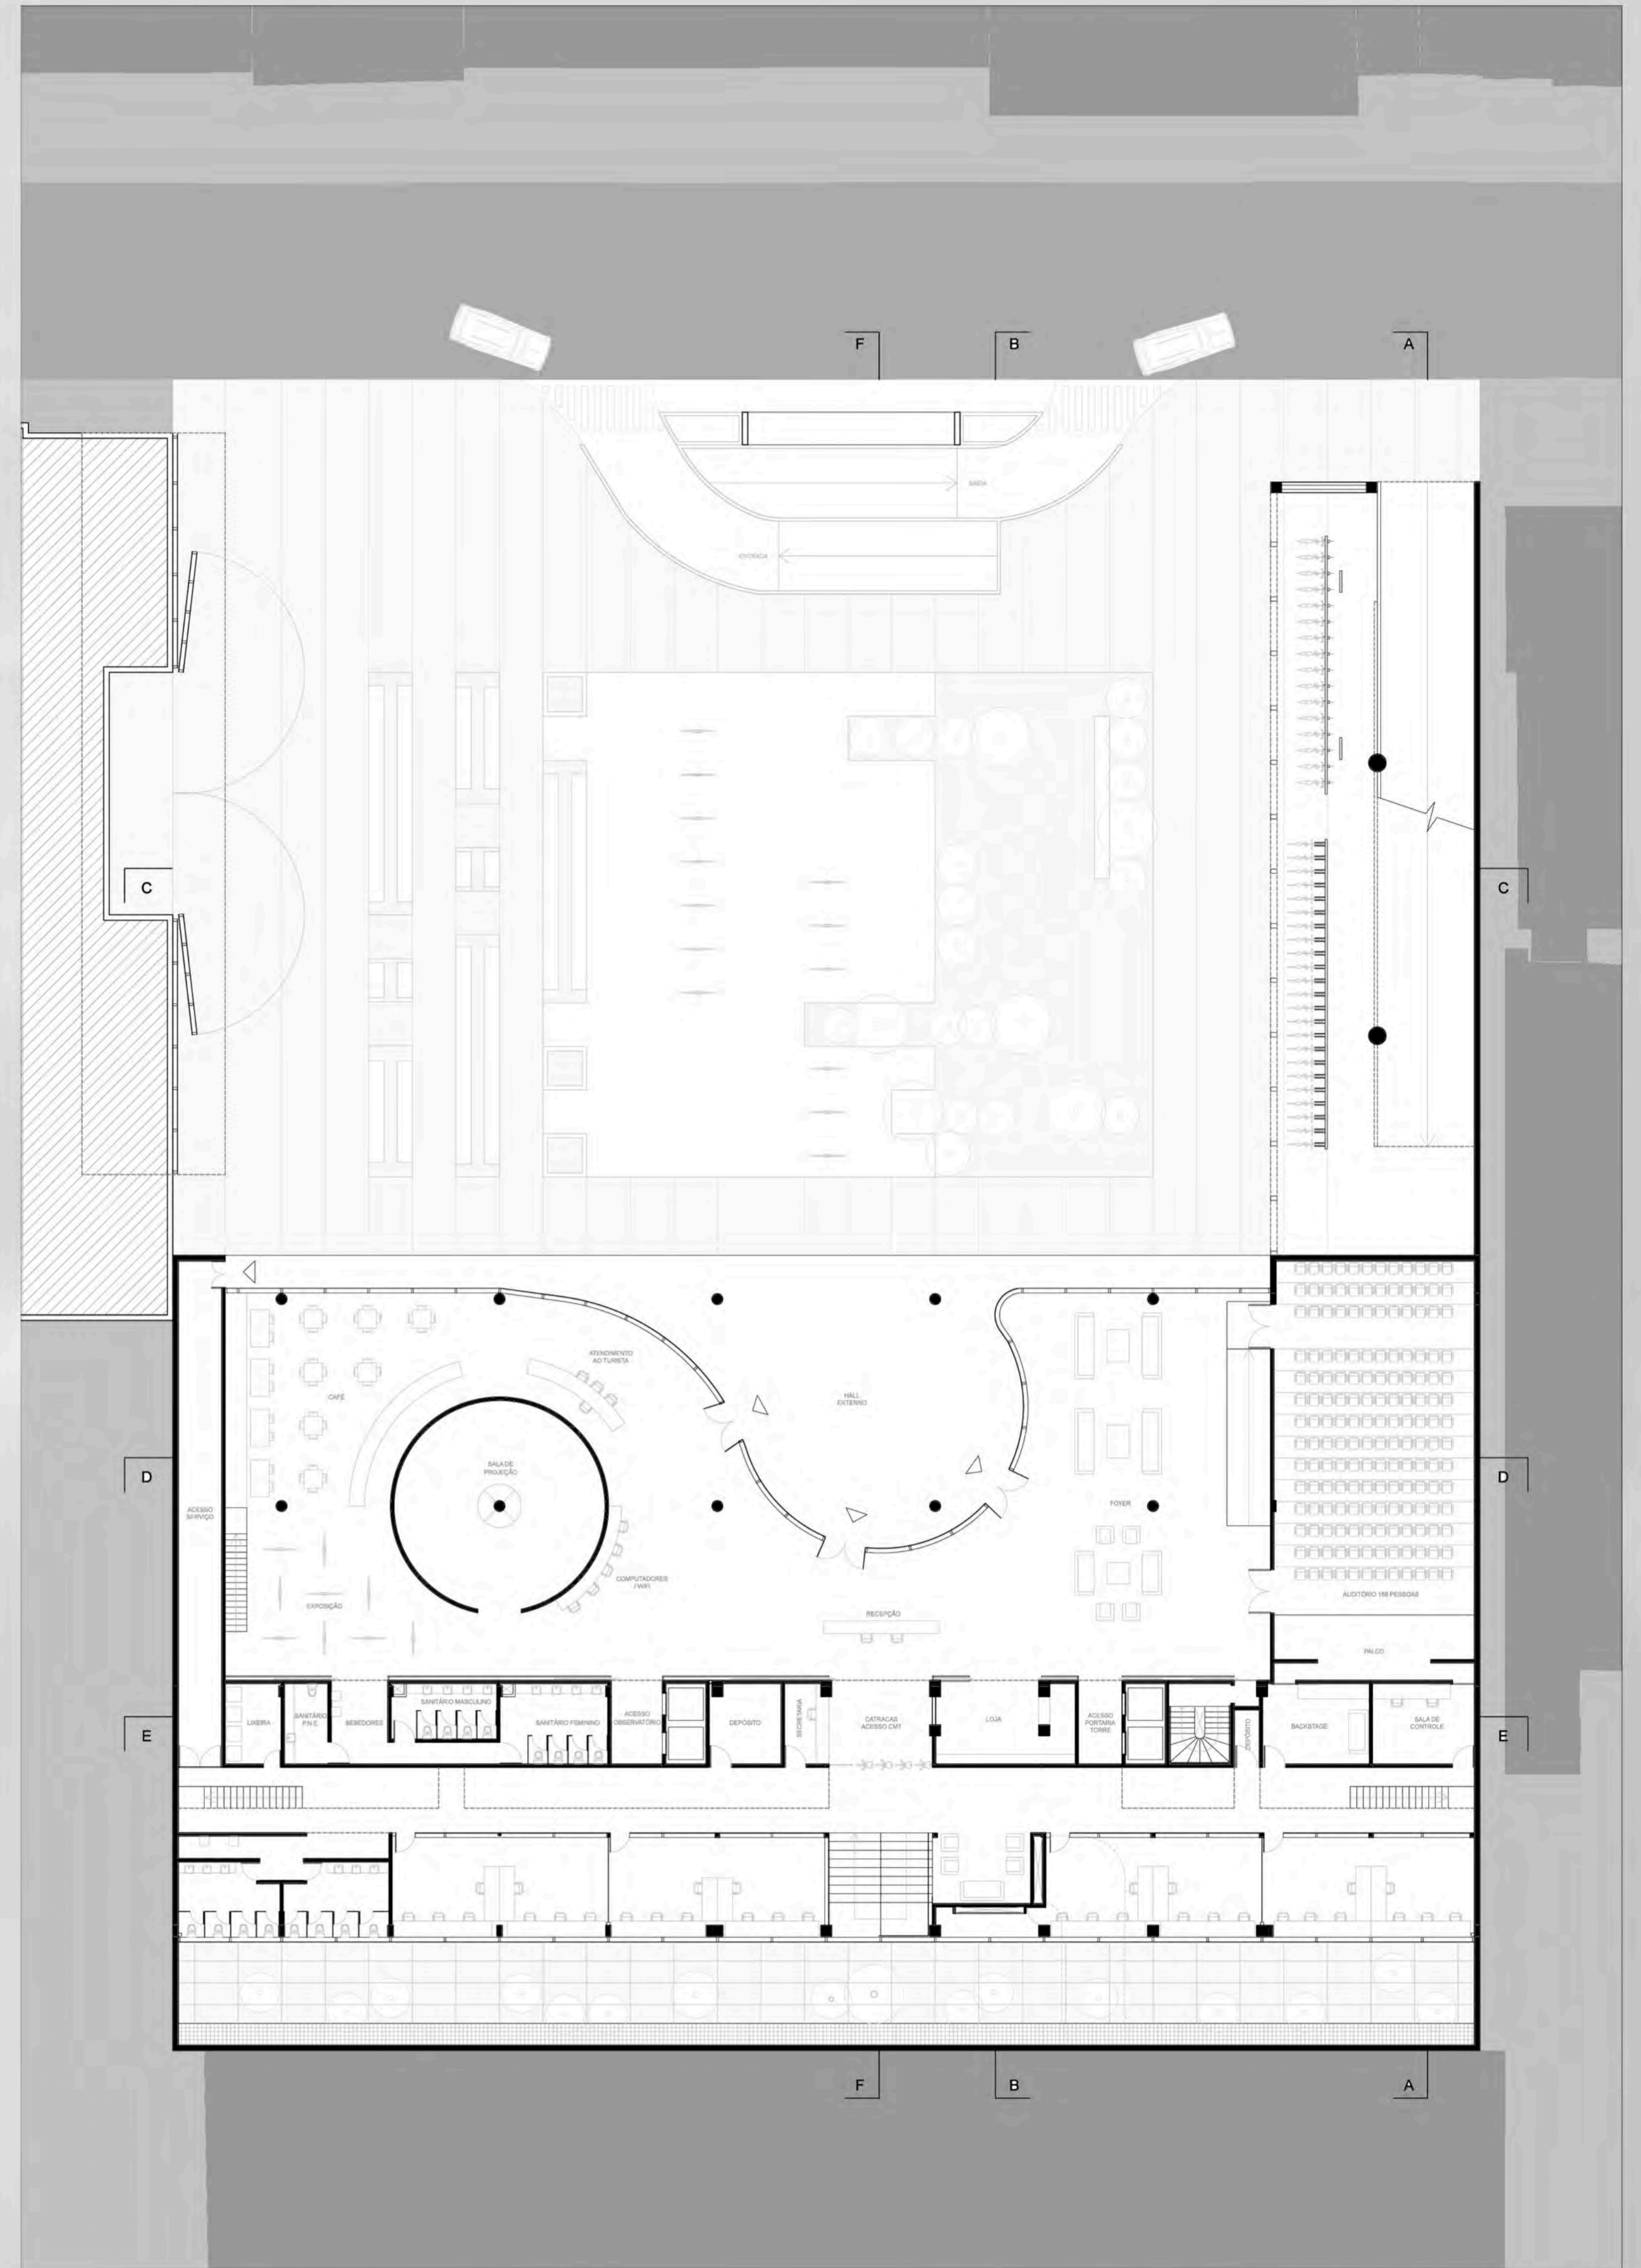 F
B
A
SAÍDA
ENTRADA
C
C
ATENDIMENTO
AO TURISTA
CAFÉ
HALL
EXTERNO
SALA DE
PROJEÇÃO
D
D
ACESSO
SERVIÇO
FOYER
COMPUTADORES
/ WIFI
EXPOSIÇÃO
RECEPÇÃO
AUDITÓRIO 168 PESSOAS
PALCO
LIXEIRA
SANITÁRIO
P.N.E.
BEBEDORES
SANITÁRIO MASCULINO
SANITÁRIO FEMININO
ACESSO
OBSERVATÓRIO
DEPÓSITO
SECRETARIA
CATRACAS
ACESSO CMT
LOJA
ACESSO
PORTARIA
TORRE
DEPÓSITO
BACKSTAGE
SALA DE
CONTROLE
E
E
F
B
A